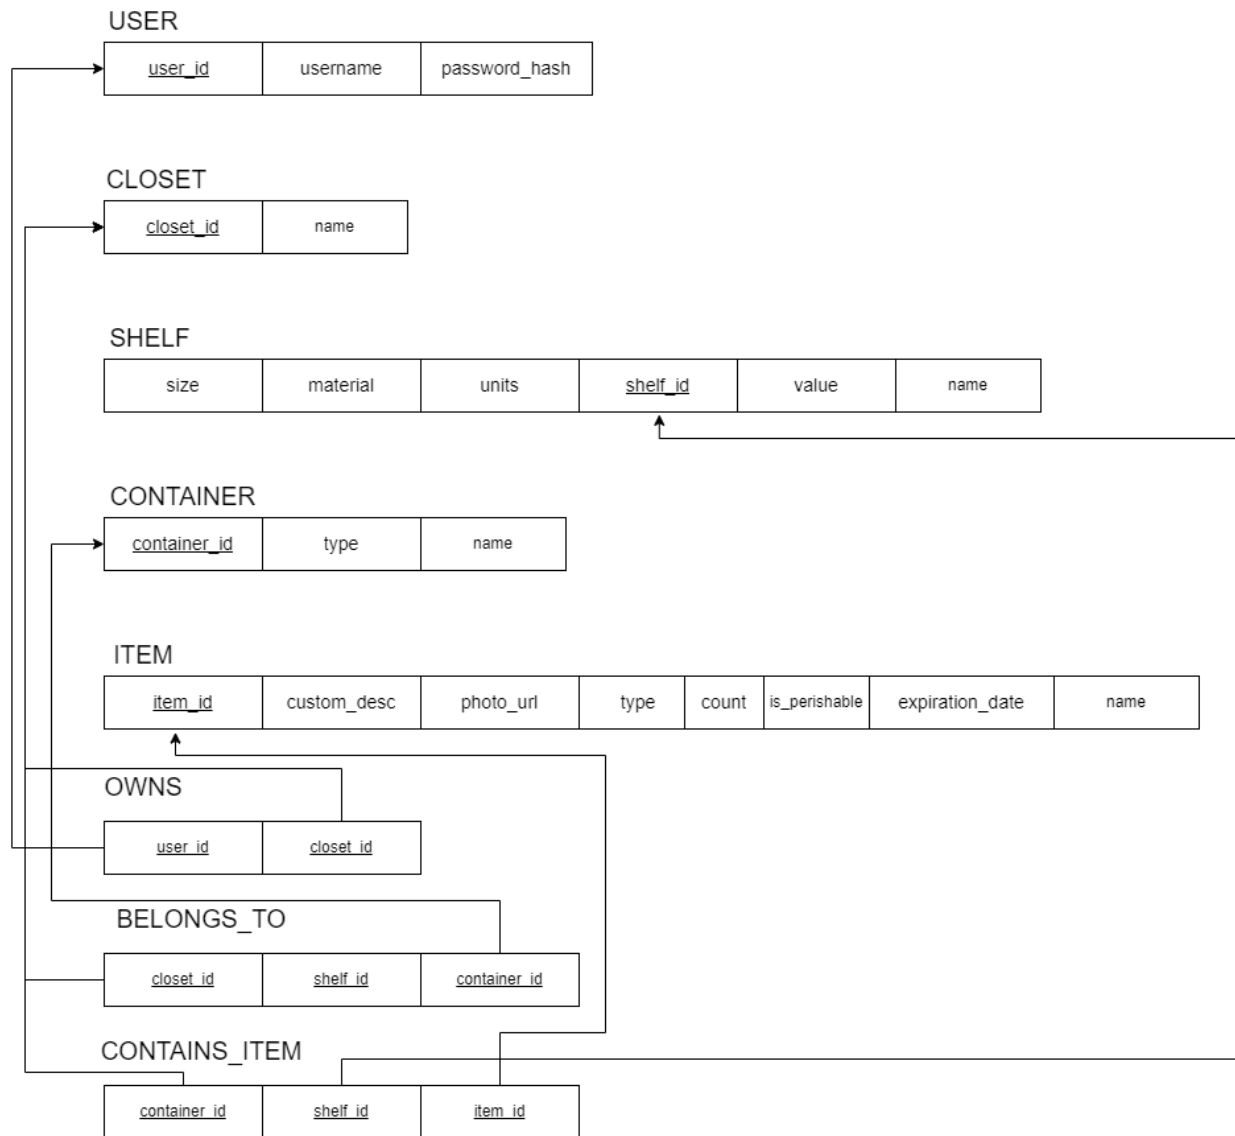 USER
user_id username password_hash
CLOSET
closet_id name
SHELF
size material units shelf_id value name
CONTAINER
container_id type name
ITEM
item_id custom_desc photo_url type count is_perishable expiration_date name
OWNS
user_id closet_id
BELONGS_TO
closet_id shelf_id container_id
CONTAINS_ITEM
container_id shelf_id item_id